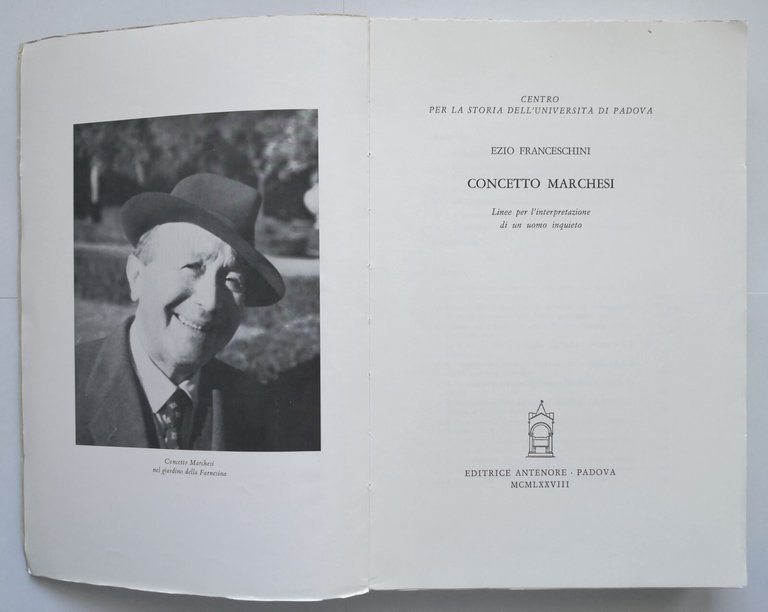 Concetto Marchesi
nel giardino della Farnesina
CENTRO
PER LA STORIA DELL'UNIVERSITÀ DI PADOVA
EZIO FRANCESCHINI
CONCETTO MARCHESI
Linee per l'interpretazione
di un uomo inquieto
EDITRICE ANTENORE · PADOVA
MCMLXXVIII